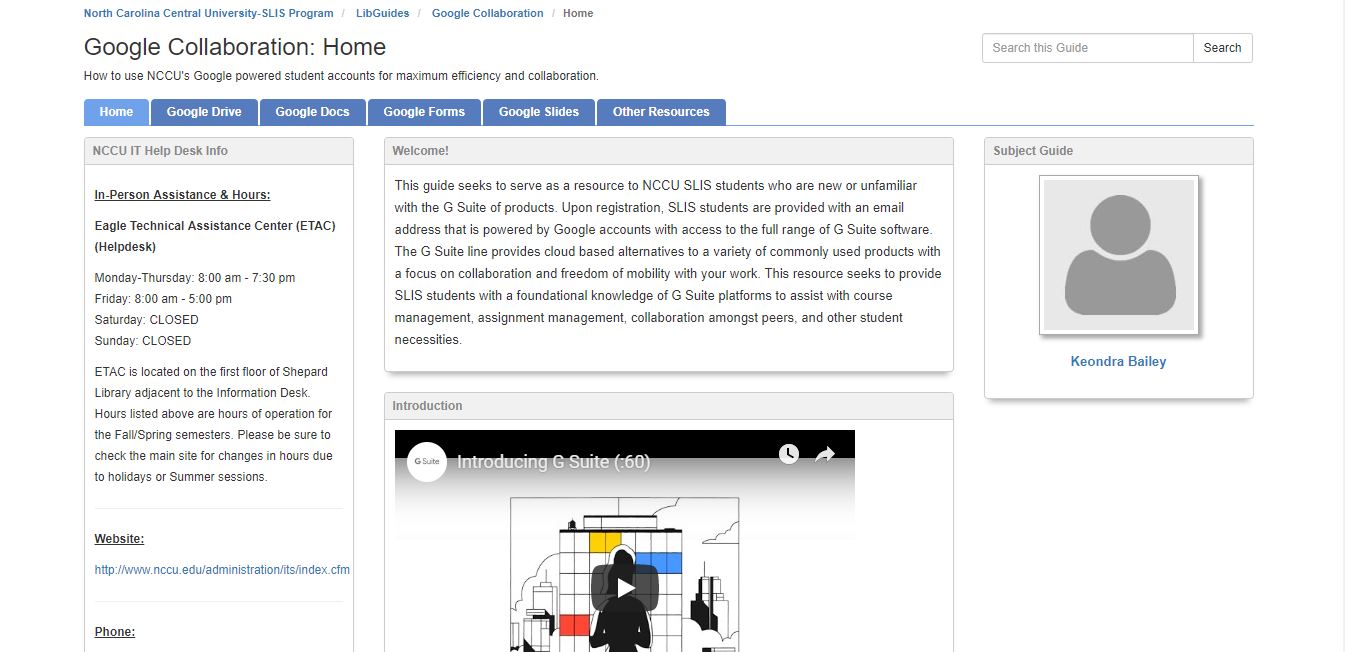 North Carolina Central University-SLIS Program / LibGuides / Google Collaboration / Home
Google Collaboration: Home
Search this Guide
Search
How to use NCCU's Google powered student accounts for maximum efficiency and collaboration.
Home
Google Drive
Google Docs
Google Forms
Google Slides
Other Resources
NCCU IT Help Desk Info
In-Person Assistance & Hours:
Eagle Technical Assistance Center (ETAC)
(Helpdesk)
Monday-Thursday: 8:00 am - 7:30 pm
Friday: 8:00 am - 5:00 pm
Saturday: CLOSED
Sunday: CLOSED
ETAC is located on the first floor of Shepard
Library adjacent to the Information Desk.
Hours listed above are hours of operation for
the Fall/Spring semesters. Please be sure to
check the main site for changes in hours due
to holidays or Summer sessions.
Website:
http://www.nccu.edu/administration/its/index.cfm
Phone:
Welcome!
This guide seeks to serve as a resource to NCCU SLIS students who are new or unfamiliar
with the G Suite of products. Upon registration, SLIS students are provided with an email
address that is powered by Google accounts with access to the full range of G Suite software.
The G Suite line provides cloud based alternatives to a variety of commonly used products with
a focus on collaboration and freedom of mobility with your work. This resource seeks to provide
SLIS students with a foundational knowledge of G Suite platforms to assist with course
management, assignment management, collaboration amongst peers, and other student
necessities.
Introduction
G Suite
Introducing G Suite (:60)
Subject Guide
Keondra Bailey